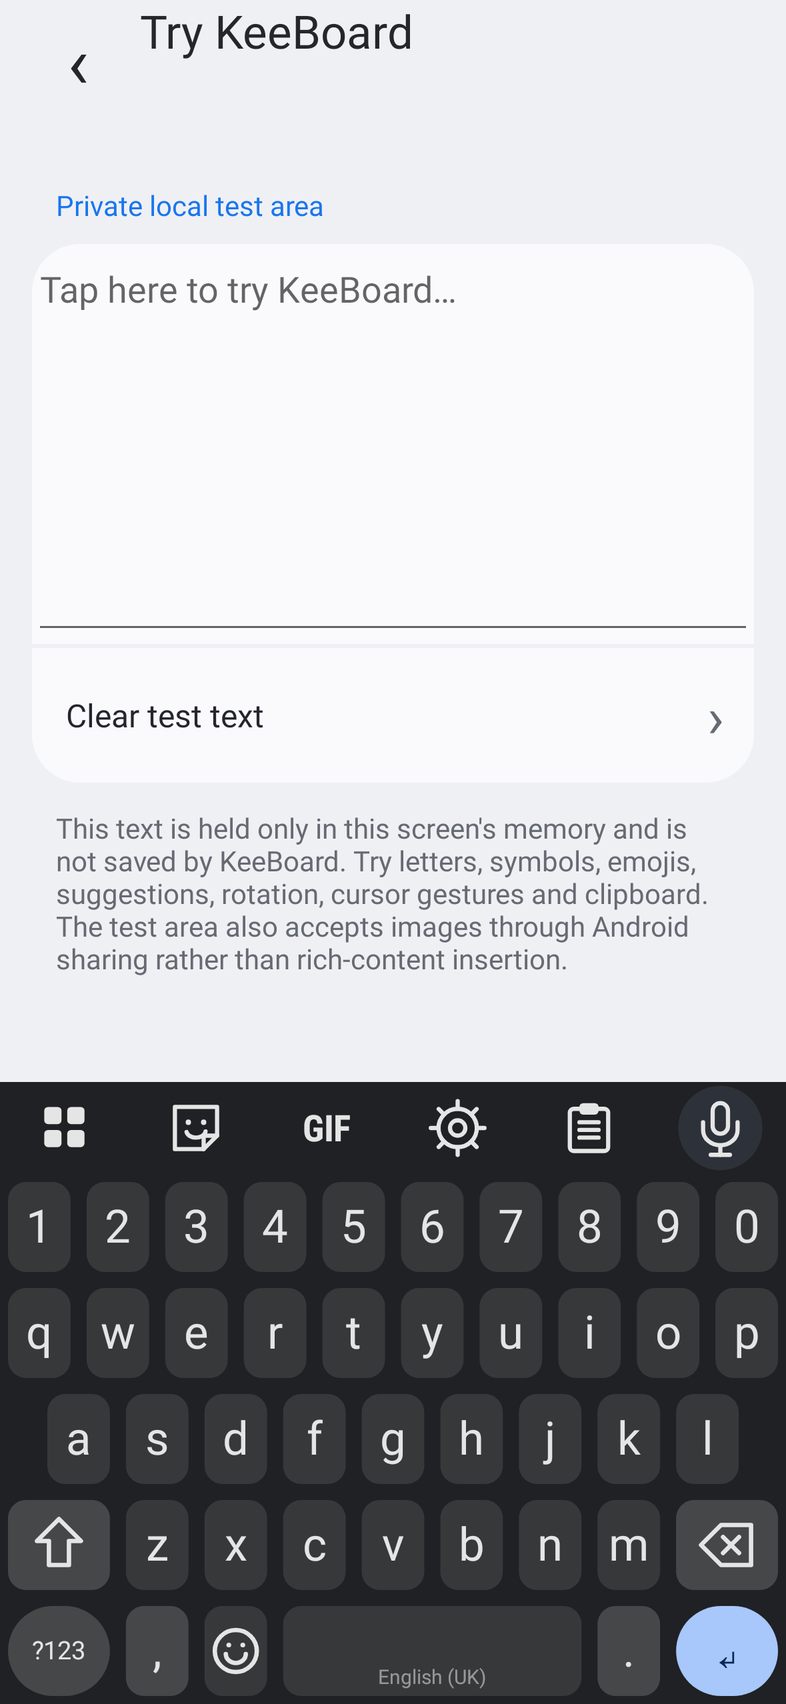 Try KeeBoard
Private local test area
Tap here to try KeeBoard...
Clear test text
This text is held only in this screen's memory and is
not saved by KeeBoard. Try letters, symbols, emojis,
suggestions, rotation, cursor gestures and clipboard.
The test area also accepts images through Android
sharing rather than rich-content insertion.
GIF
1 2 3 4 5 6 7 8 9 0
q w e r t y u i o p
a s d f g h j k l
z x c v b n m
?123 , .
English (UK)